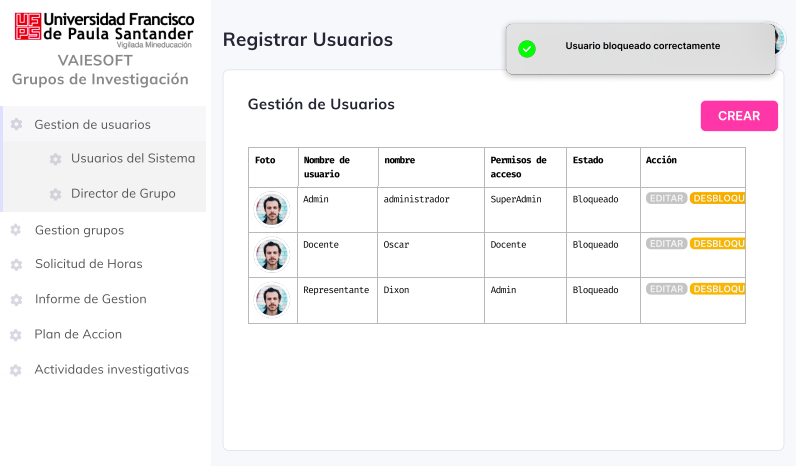 UFPS
Universidad Francisco
de Paula Santander
Vigilada Mineducación
VAIESOFT
Grupos de Investigación
Gestion de usuarios
Usuarios del Sistema
Director de Grupo
Gestion grupos
Solicitud de Horas
Informe de Gestion
Plan de Accion
Actividades investigativas
Registrar Usuarios
Usuario bloqueado correctamente
Gestión de Usuarios
CREAR
Foto Nombre de usuario nombre Permisos de acceso Estado Acción
Admin administrador SuperAdmin Bloqueado EDITAR DESBLOQU
Docente Oscar Docente Bloqueado EDITAR DESBLOQU
Representante Dixon Admin Bloqueado EDITAR DESBLOQU